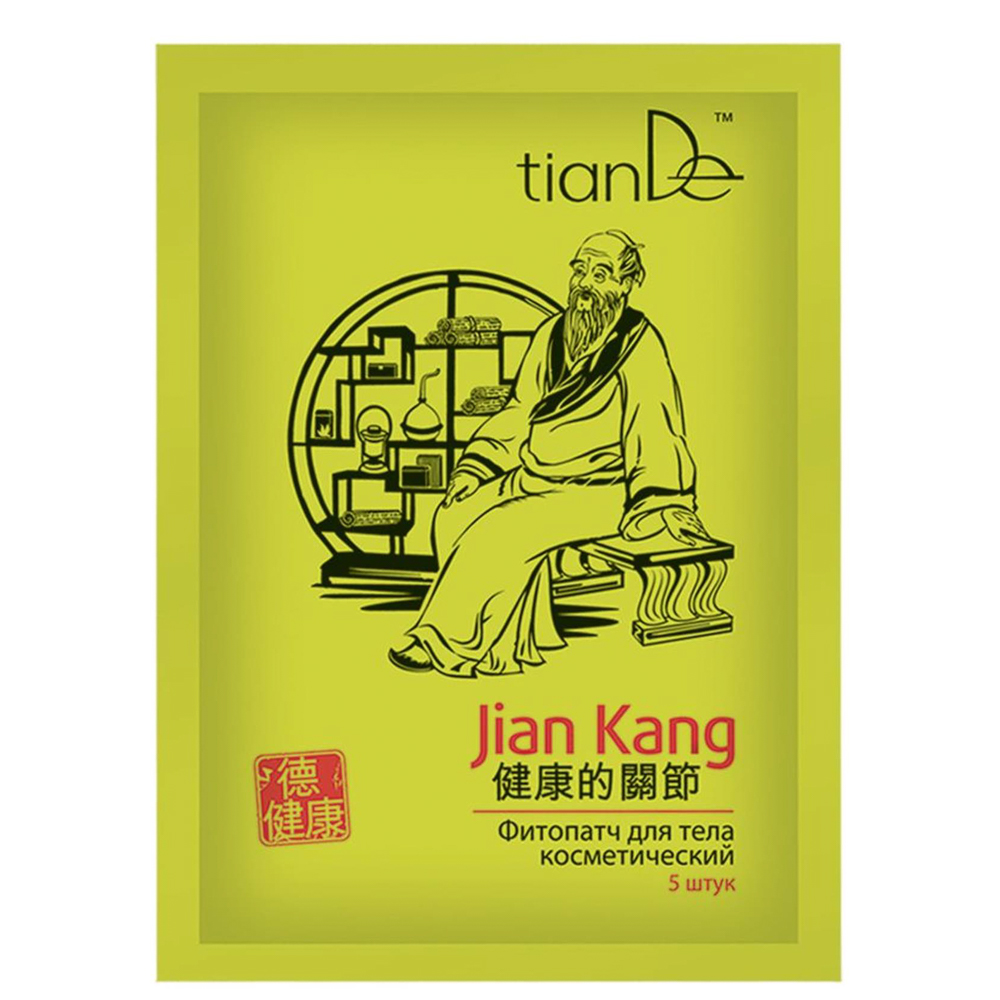 tianDe™
Jian Kang
健康的關節
Фитопатч для тела
косметический
5 штук
德
健康